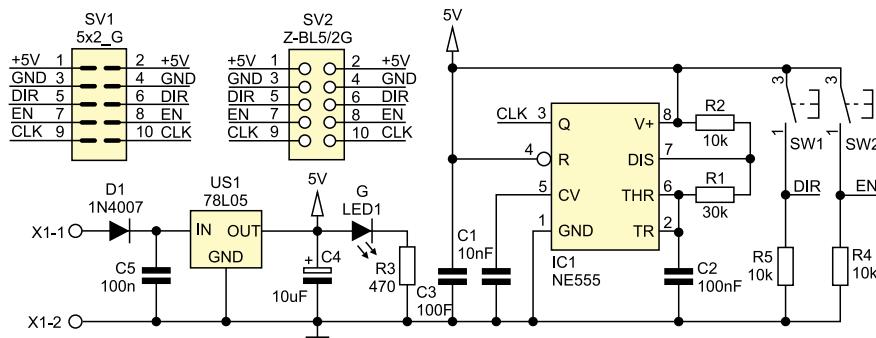 SV1
5x2_G
+5V 1 2 +5V
GND 3 4 GND
DIR 5 6 DIR
EN 7 8 EN
CLK 9 10 CLK
SV2
Z-BL5/2G
+5V 1 2 +5V
GND 3 4 GND
DIR 5 6 DIR
EN 7 8 EN
CLK 9 10 CLK
D1
1N4007
X1-1
US1
78L05
IN OUT
GND
5V
G
LED1
C5
100n
+ C4
10uF
R3
470
X1-2
5V
CLK 3 Q V+ 8
4 R DIS 7
5 CV THR 6
1 GND TR 2
IC1
NE555
R2
10k
R1
30k
C1
10nF
C3
100F
C2
100nF
3 3
1 1
SW1 SW2
DIR EN
R5
10k
R4
10k